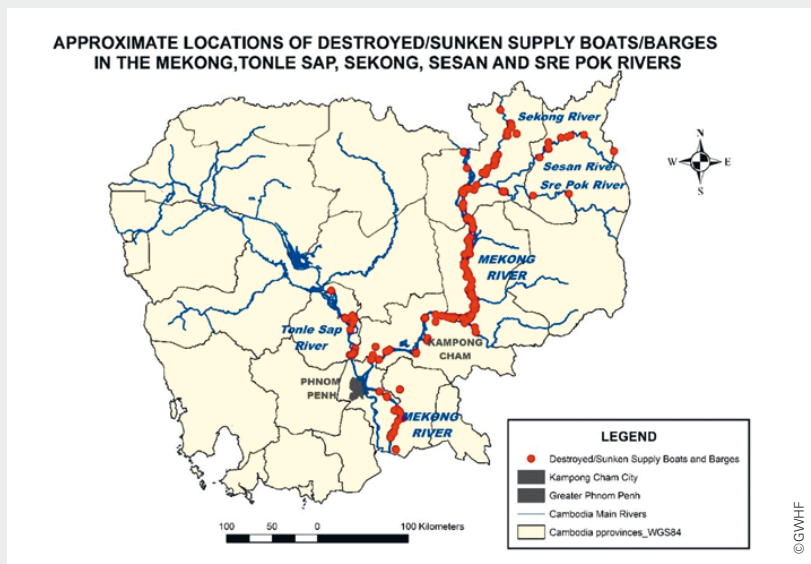 APPROXIMATE LOCATIONS OF DESTROYED/SUNKEN SUPPLY BOATS/BARGES
IN THE MEKONG,TONLE SAP, SEKONG, SESAN AND SRE POK RIVERS
Sekong River
N
W E
S
Sesan River
Sre Pok River
MEKONG
RIVER
Tonle Sap
River
KAMPONG
CHAM
PHNOM
PENH
MEKONG
RIVER
LEGEND
Destroyed/Sunken Supply Boats and Barges
Kampong Cham City
Greater Phnom Penh
Cambodia Main Rivers
Cambodia pprovinces_WGS84
100 50 0 100 Kilometers
©GWHF